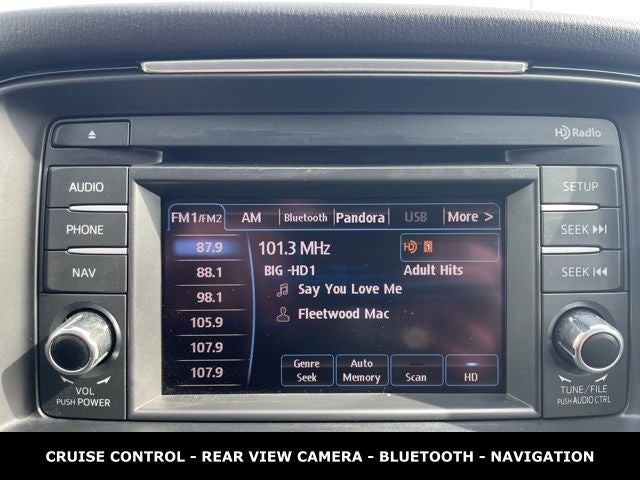 HD Radio
AUDIO
PHONE
NAV
VOL
PUSH POWER
FM1/FM2 AM Bluetooth Pandora USB More >
87.9
88.1
98.1
105.9
107.9
107.9
101.3 MHz HD 1
BIG -HD1 Adult Hits
Say You Love Me
Fleetwood Mac
Genre Seek
Auto Memory
Scan
HD
SETUP
SEEK
SEEK
TUNE / FILE
PUSH AUDIO CTRL
CRUISE CONTROL - REAR VIEW CAMERA - BLUETOOTH - NAVIGATION